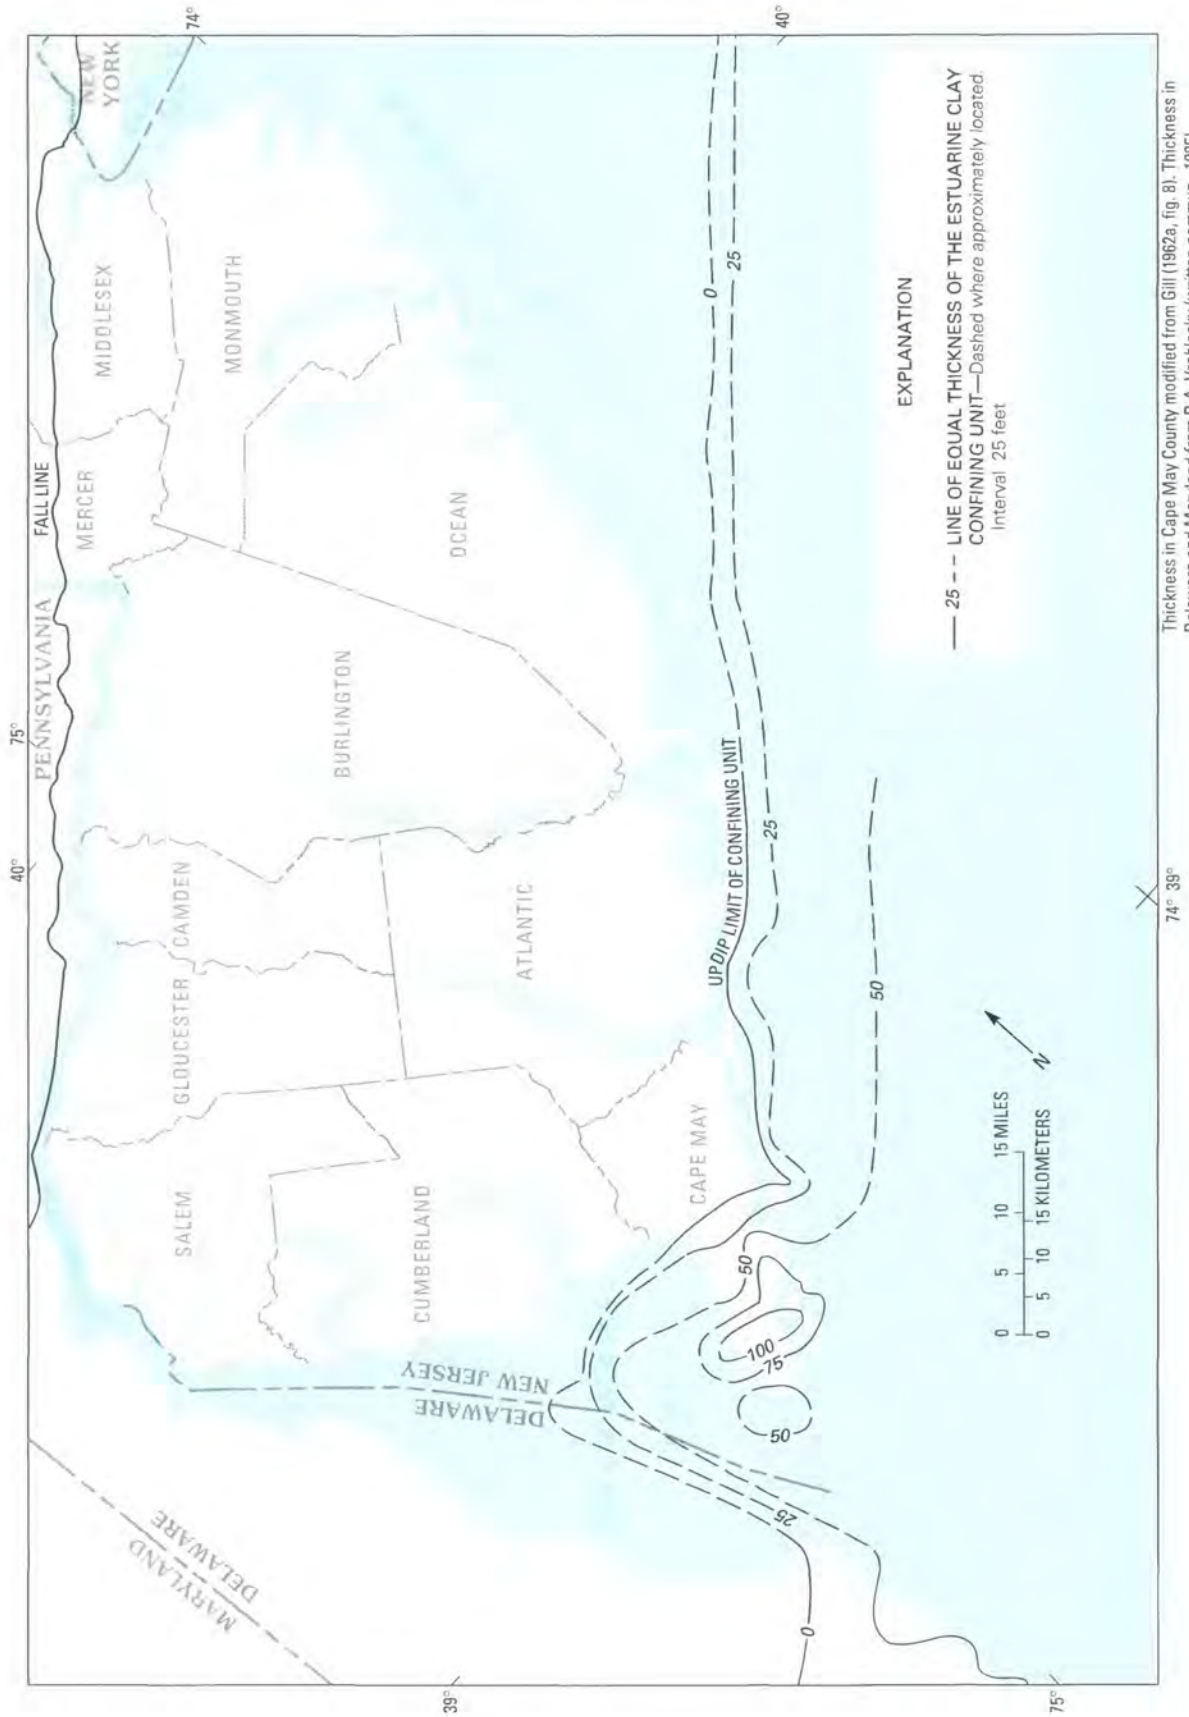 74°
40°
NEW
YORK
MIDDLESEX
MONMOUTH
FALL LINE
MERCER
OCEAN
PENNSYLVANIA
75°
40°
BURLINGTON
CAMDEN
GLOUCESTER
ATLANTIC
SALEM
CUMBERLAND
CAPE MAY
NEW JERSEY
DELAWARE
MARYLAND
DELAWARE
39°
75°
74° 39°
0
25
UPDIP LIMIT OF CONFINING UNIT
25
50
50
100
75
50
25
0
EXPLANATION
25 LINE OF EQUAL THICKNESS OF THE ESTUARINE CLAY
CONFINING UNIT—Dashed where approximately located.
Interval 25 feet
N
0 5 10 15 MILES
0 5 10 15 KILOMETERS
Thickness in Cape May County modified from Gill (1962a, fig. 8). Thickness in